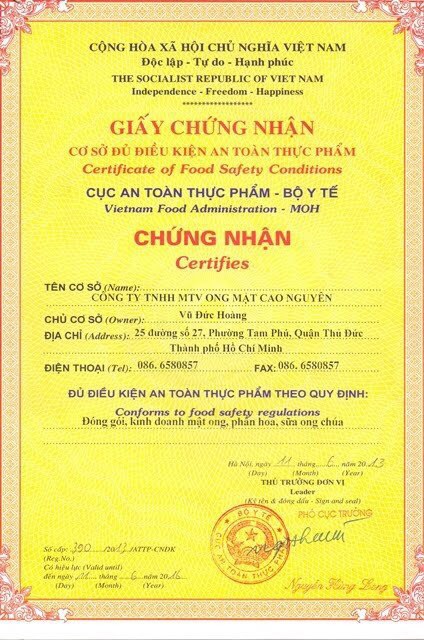 CỘNG HÒA XÃ HỘI CHỦ NGHĨA VIỆT NAM
Độc lập - Tự do - Hạnh phúc
THE SOCIALIST REPUBLIC OF VIET NAM
Independence - Freedom - Happiness
******************
GIẤY CHỨNG NHẬN
CƠ SỞ ĐỦ ĐIỀU KIỆN AN TOÀN THỰC PHẨM
Certificate of Food Safety Conditions
CỤC AN TOÀN THỰC PHẨM - BỘ Y TẾ
Vietnam Food Administration - MOH
CHỨNG NHẬN
Certifies
TÊN CƠ SỞ (Name):
CÔNG TY TNHH MTV ONG MẬT CAO NGUYÊN
CHỦ CƠ SỞ (Owner): Vũ Đức Hoàng
ĐỊA CHỈ (Address): 25 đường số 27, Phường Tam Phú, Quận Thủ Đức
Thành phố Hồ Chí Minh
ĐIỆN THOẠI (Tel): 086. 6580857 FAX: 086. 6580857
ĐỦ ĐIỀU KIỆN AN TOÀN THỰC PHẨM THEO QUY ĐỊNH:
Conforms to food safety regulations
Đóng gói, kinh doanh mật ong, phấn hoa, sữa ong chúa
Hà Nội, ngày 11 tháng 6 năm 2013
(Day) (Month) (Year)
THỦ TRƯỞNG ĐƠN VỊ
Leader
(Ký tên & đóng dấu - Sign and seal)
PHÓ CỤC TRƯỞNG
BỘ Y TẾ
CỤC AN TOÀN THỰC PHẨM
Số cấp: 390 2013/ATTP-CNDK
(Reg.No.)
Có hiệu lực (Valid until)
đến ngày 11 tháng 6 năm 2016
(Day) (Month) (Year)
Nguyễn Hùng Long